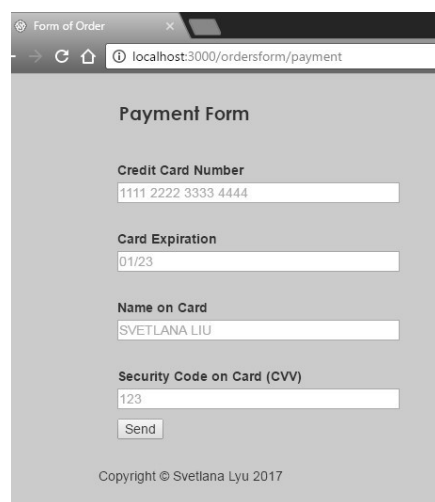 Form of Order
localhost:3000/ordersform/payment
Payment Form
Credit Card Number
1111 2222 3333 4444
Card Expiration
01/23
Name on Card
SVETLANA LIU
Security Code on Card (CVV)
123
Send
Copyright © Svetlana Lyu 2017